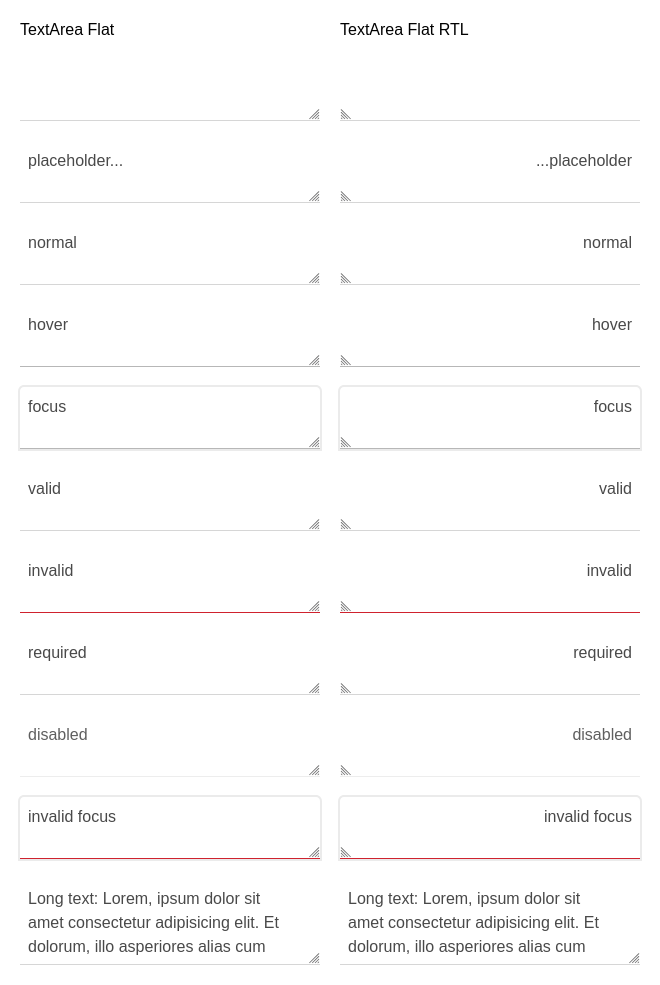 TextArea Flat
TextArea Flat RTL
placeholder...
...placeholder
normal
normal
hover
hover
focus
focus
valid
valid
invalid
invalid
required
required
disabled
disabled
invalid focus
invalid focus
Long text: Lorem, ipsum dolor sit
amet consectetur adipisicing elit. Et
dolorum, illo asperiores alias cum
Long text: Lorem, ipsum dolor sit
amet consectetur adipisicing elit. Et
dolorum, illo asperiores alias cum